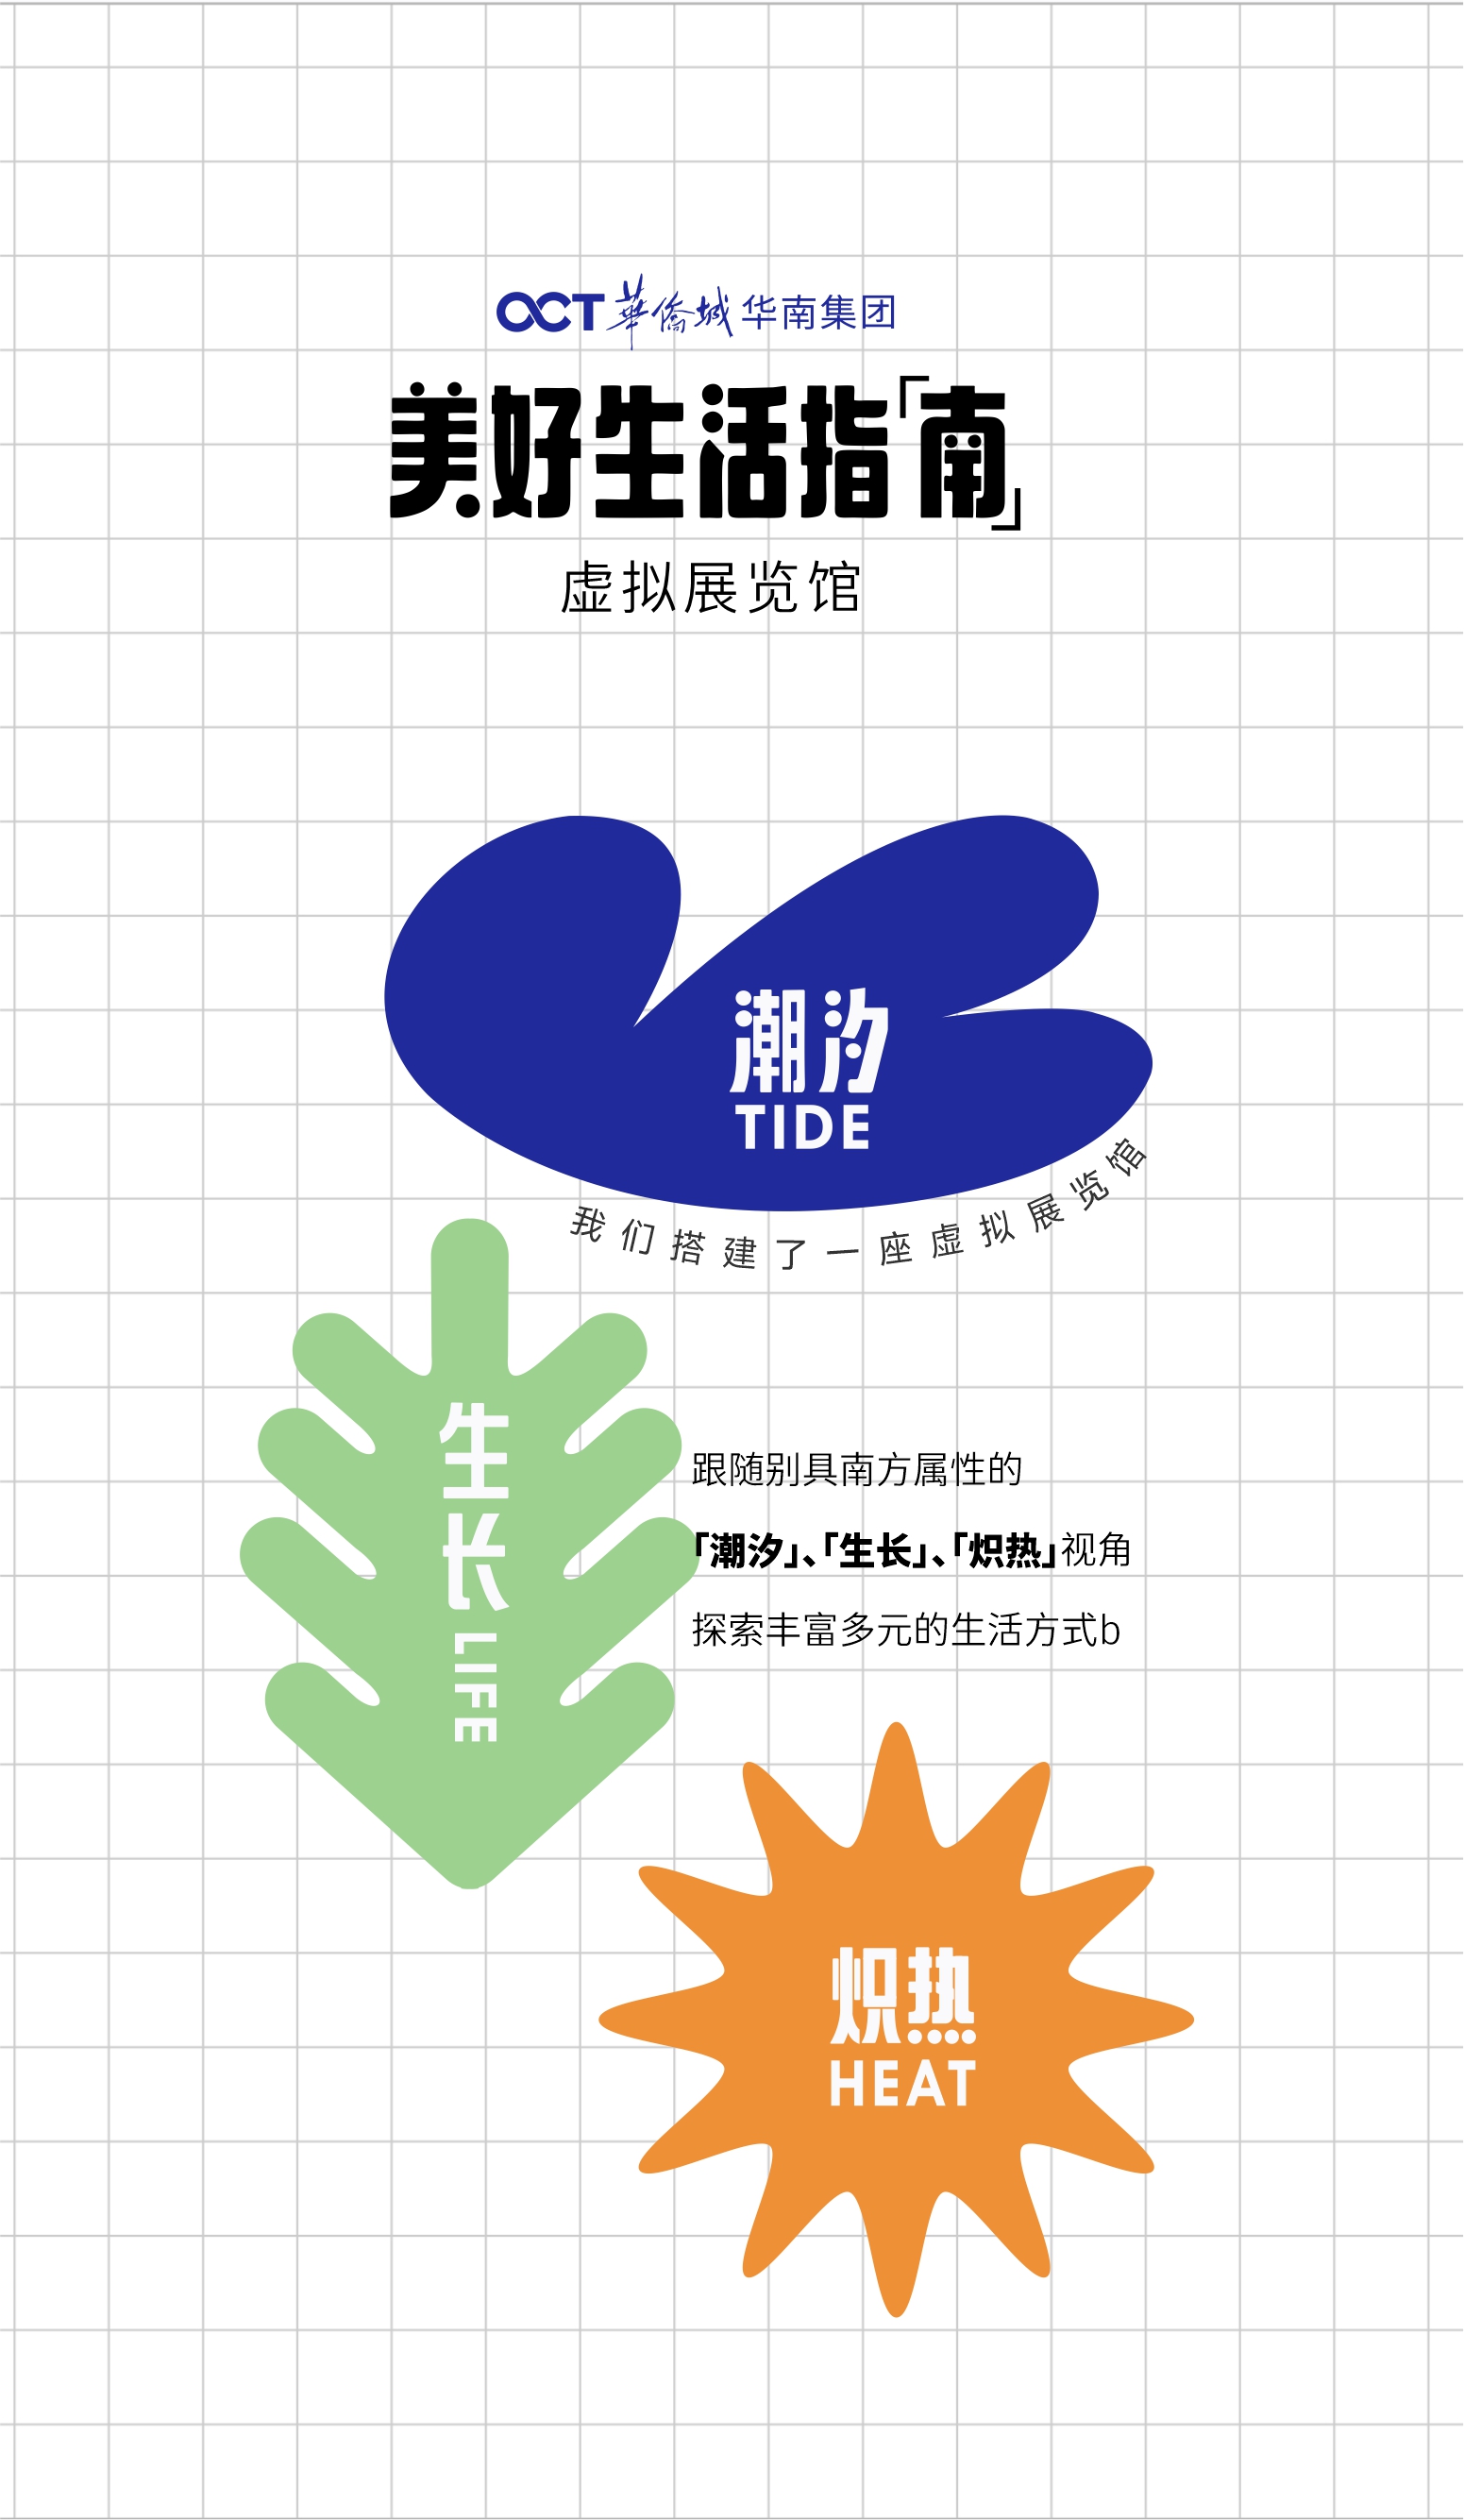 OCT 华侨城 华南集团
美好生活指「南」
虚拟展览馆
潮汐
TIDE
我们搭建了一座虚拟展览馆
生长
LIFE
跟随别具南方属性的
「潮汐」、「生长」、「炽热」视角
探索丰富多元的生活方式b
炽热
HEAT